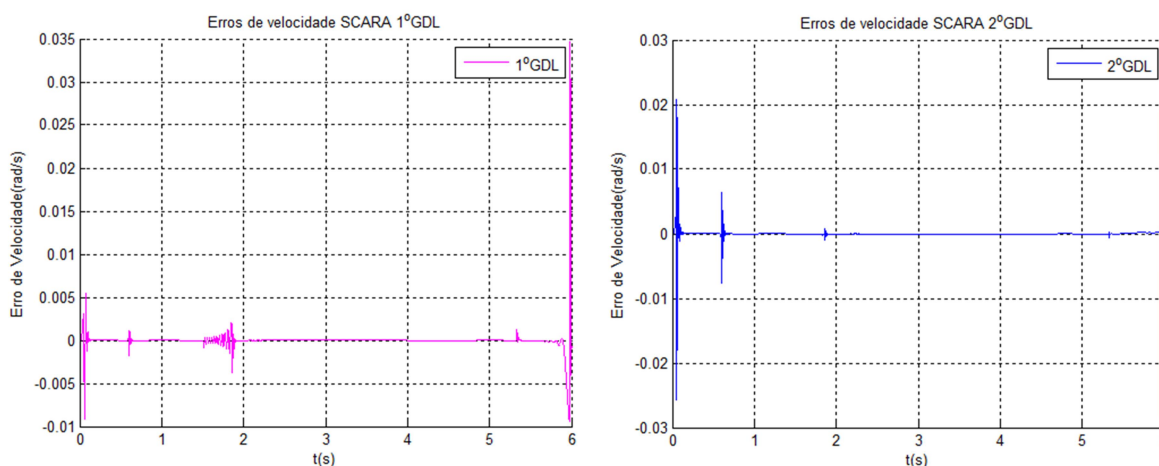 Erros de velocidade SCARA 1ºGDL
1ºGDL
Erro de Velocidade(rad/s)
0.035
0.03
0.025
0.02
0.015
0.01
0.005
0
-0.005
-0.01
0 1 2 3 4 5 6
t(s)
Erros de velocidade SCARA 2ºGDL
2ºGDL
Erro de Velocidade(rad/s)
0.03
0.02
0.01
0
-0.01
-0.02
-0.03
0 1 2 3 4 5
t(s)